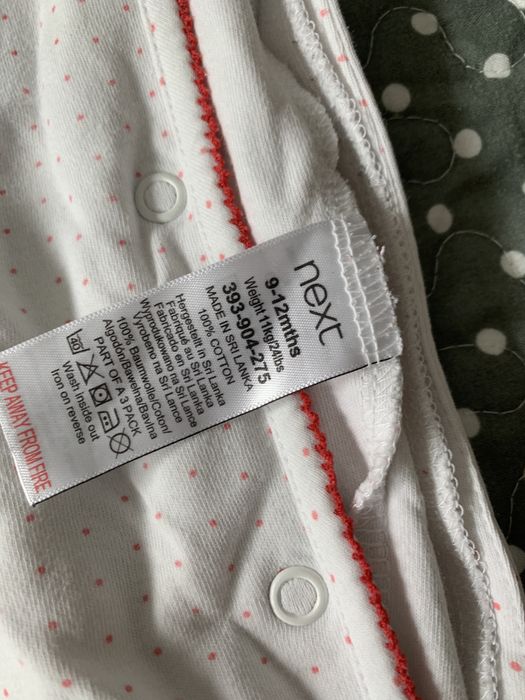 next
9-12mths
Weight 11kg/24lbs
393-904-275
MADE IN SRI LANKA
100% COTTON
Hergestellt in Sri Lanka
Fabriqué au Sri Lanka
Fabricado en Sri Lanka
Wyprodukowano na Sri Lance
Vyrobeno na Sri Lance
100% Baumwolle/Coton/
Algodón/Bawełna/Bavlna
PART OF A 3 PACK
40
Wash inside out
Iron on reverse
KEEP AWAY FROM FIRE